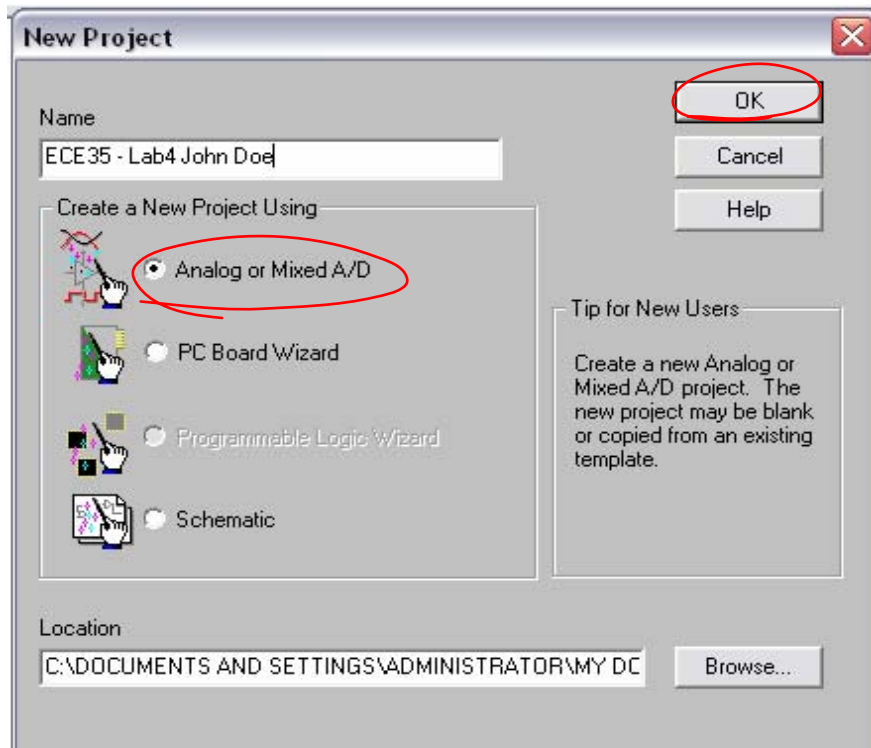 New Project
Name
ECE35 - Lab4 John Doe
OK
Cancel
Help
Create a New Project Using
Analog or Mixed A/D
PC Board Wizard
Programmable Logic Wizard
Schematic
Tip for New Users
Create a new Analog or
Mixed A/D project. The
new project may be blank
or copied from an existing
template.
Location
C:\DOCUMENTS AND SETTINGS\ADMINISTRATOR\MY DC
Browse...